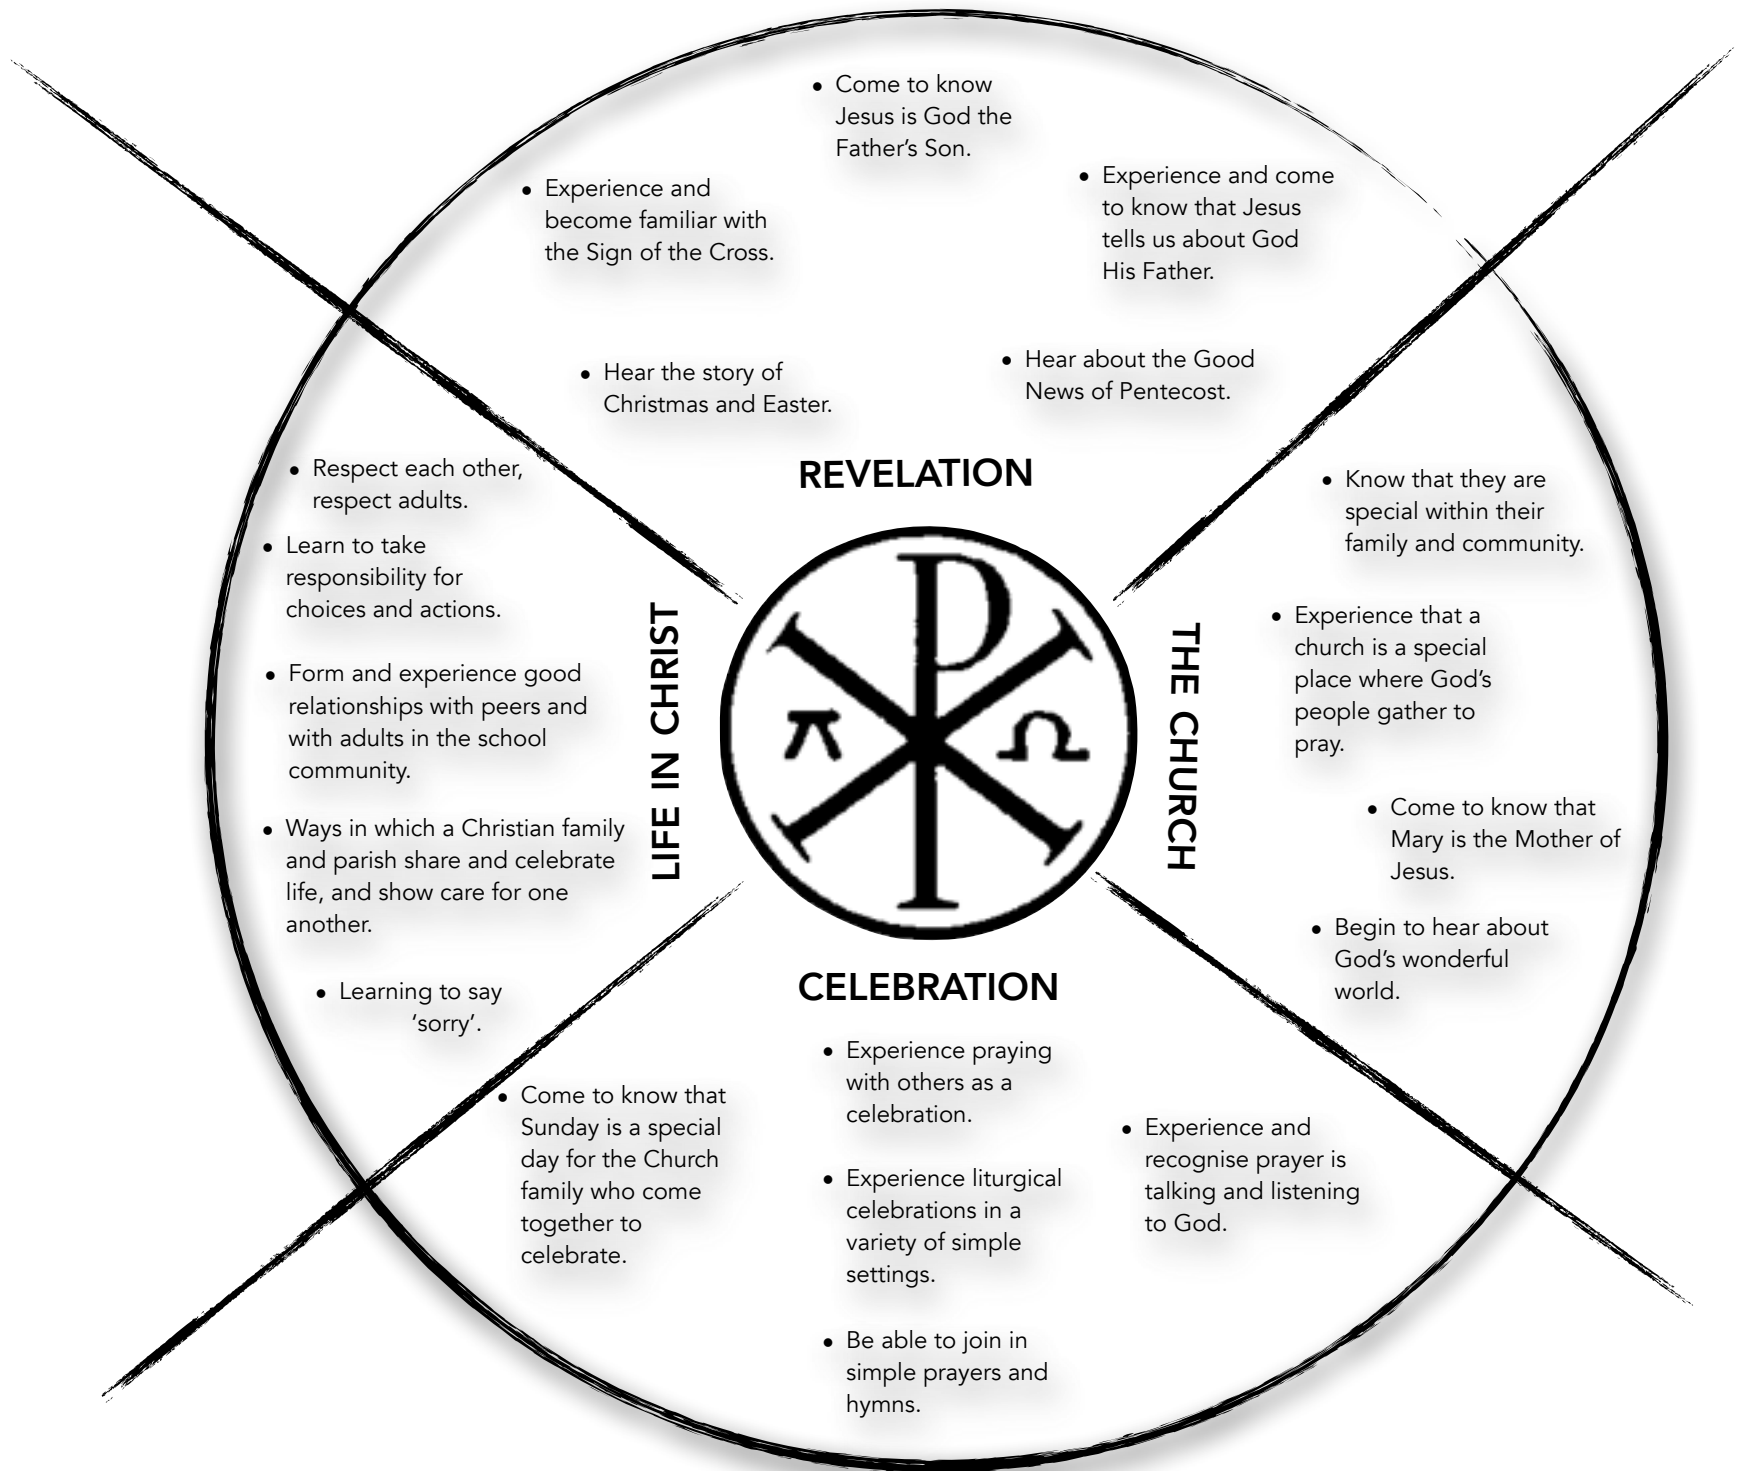 • Come to know
Jesus is God the
Father’s Son.
• Experience and
become familiar with
the Sign of the Cross.
• Experience and come
to know that Jesus
tells us about God
His Father.
• Hear the story of
Christmas and Easter.
• Hear about the Good
News of Pentecost.
REVELATION
• Respect each other,
respect adults.
• Learn to take
responsibility for
choices and actions.
• Form and experience good
relationships with peers and
with adults in the school
community.
• Ways in which a Christian family
and parish share and celebrate
life, and show care for one
another.
• Learning to say
‘sorry’.
LIFE IN CHRIST
THE CHURCH
• Know that they are
special within their
family and community.
• Experience that a
church is a special
place where God’s
people gather to
pray.
• Come to know that
Mary is the Mother of
Jesus.
• Begin to hear about
God’s wonderful
world.
CELEBRATION
• Come to know that
Sunday is a special
day for the Church
family who come
together to
celebrate.
• Experience praying
with others as a
celebration.
• Experience liturgical
celebrations in a
variety of simple
settings.
• Be able to join in
simple prayers and
hymns.
• Experience and
recognise prayer is
talking and listening
to God.